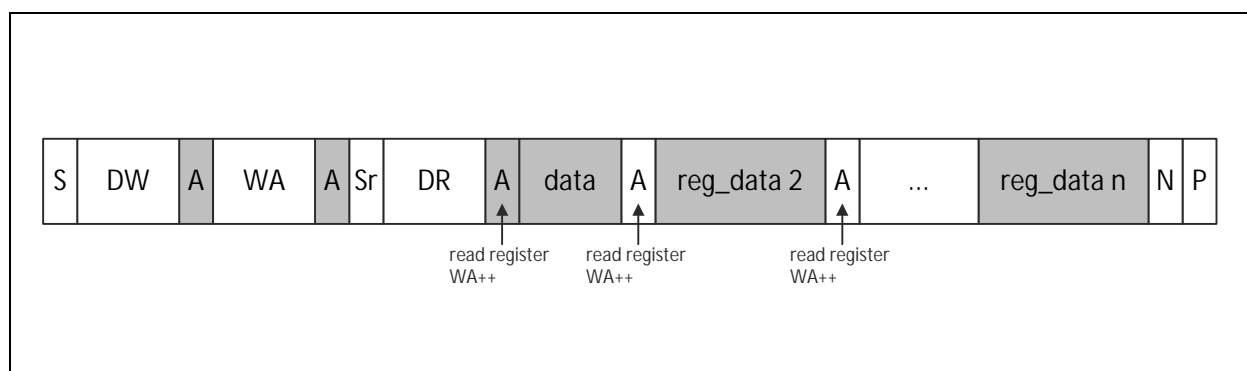 S DW A WA A Sr DR A data A reg_data 2 A ... reg_data n N P
read register read register read register
WA++ WA++ WA++